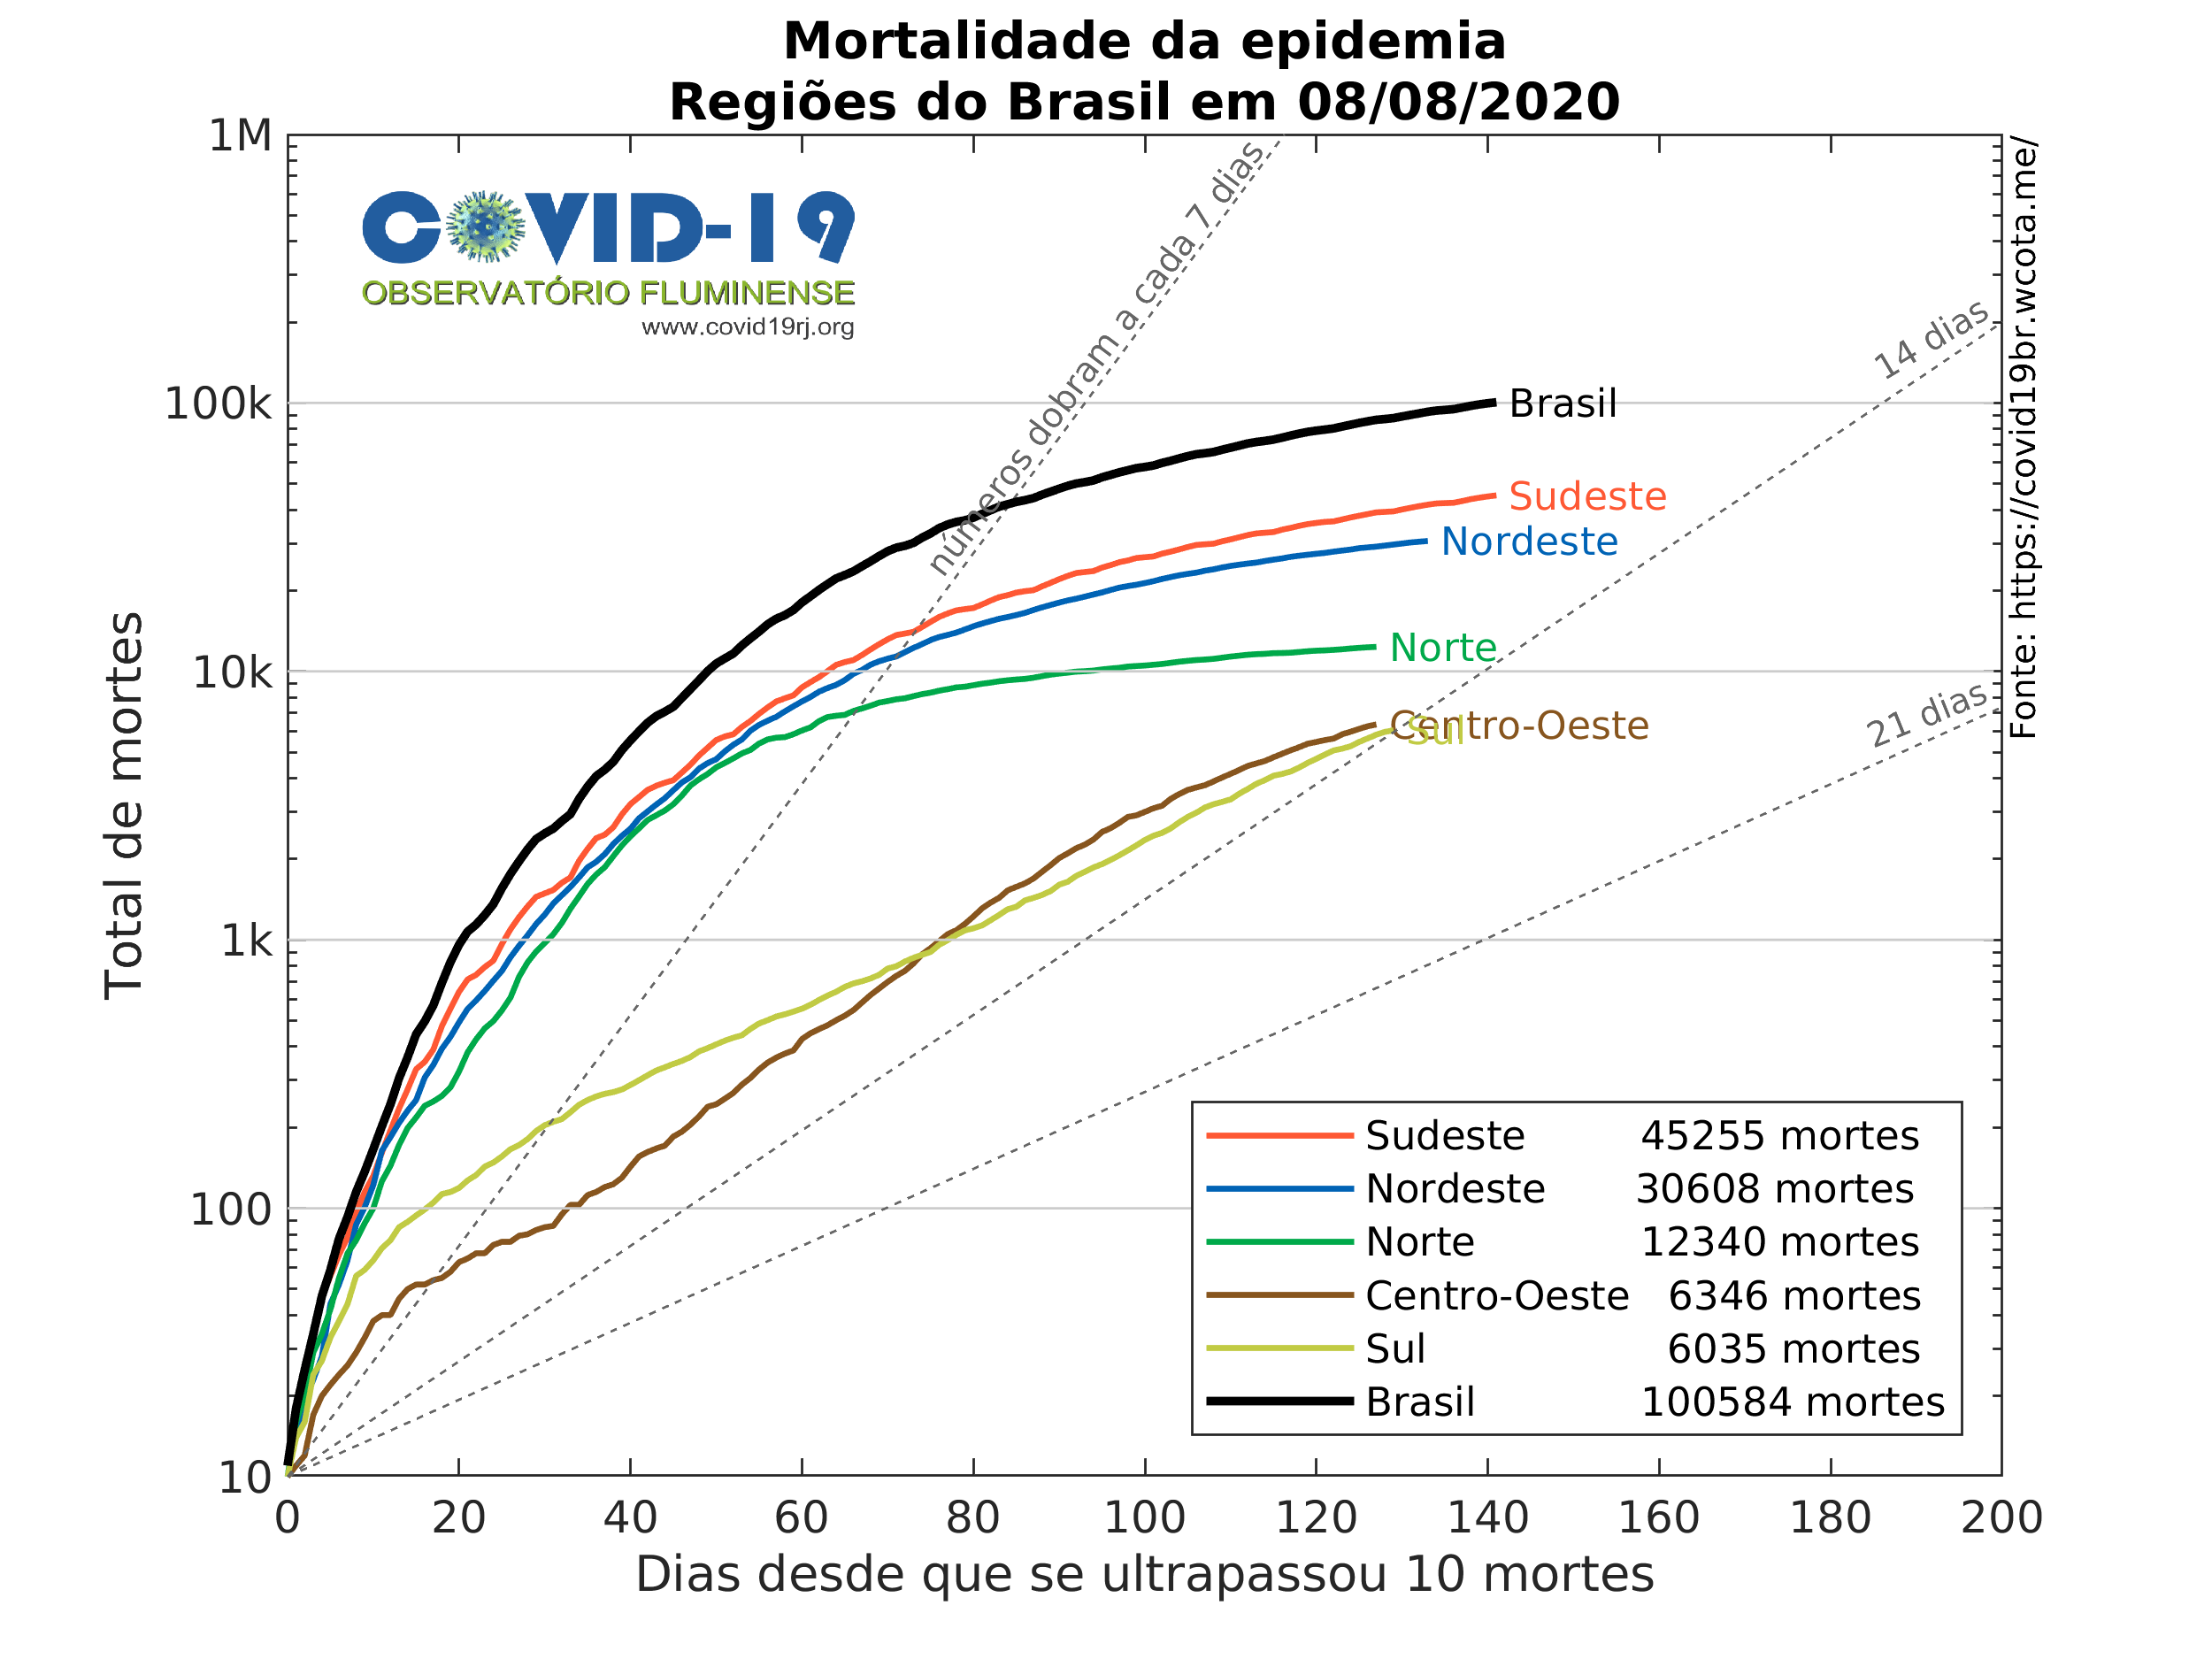 Mortalidade da epidemia
Regiões do Brasil em 08/08/2020
COVID-19
OBSERVATÓRIO FLUMINENSE
www.covid19rj.org
Total de mortes
1M
100k
10k
1k
100
10
0 20 40 60 80 100 120 140 160 180 200
Dias desde que se ultrapassou 10 mortes
números dobram a cada 7 dias
14 dias
21 dias
Brasil
Sudeste
Nordeste
Norte
Centro-Oeste
Sul
Sudeste 45255 mortes
Nordeste 30608 mortes
Norte 12340 mortes
Centro-Oeste 6346 mortes
Sul 6035 mortes
Brasil 100584 mortes
Fonte: https://covid19br.wcota.me/